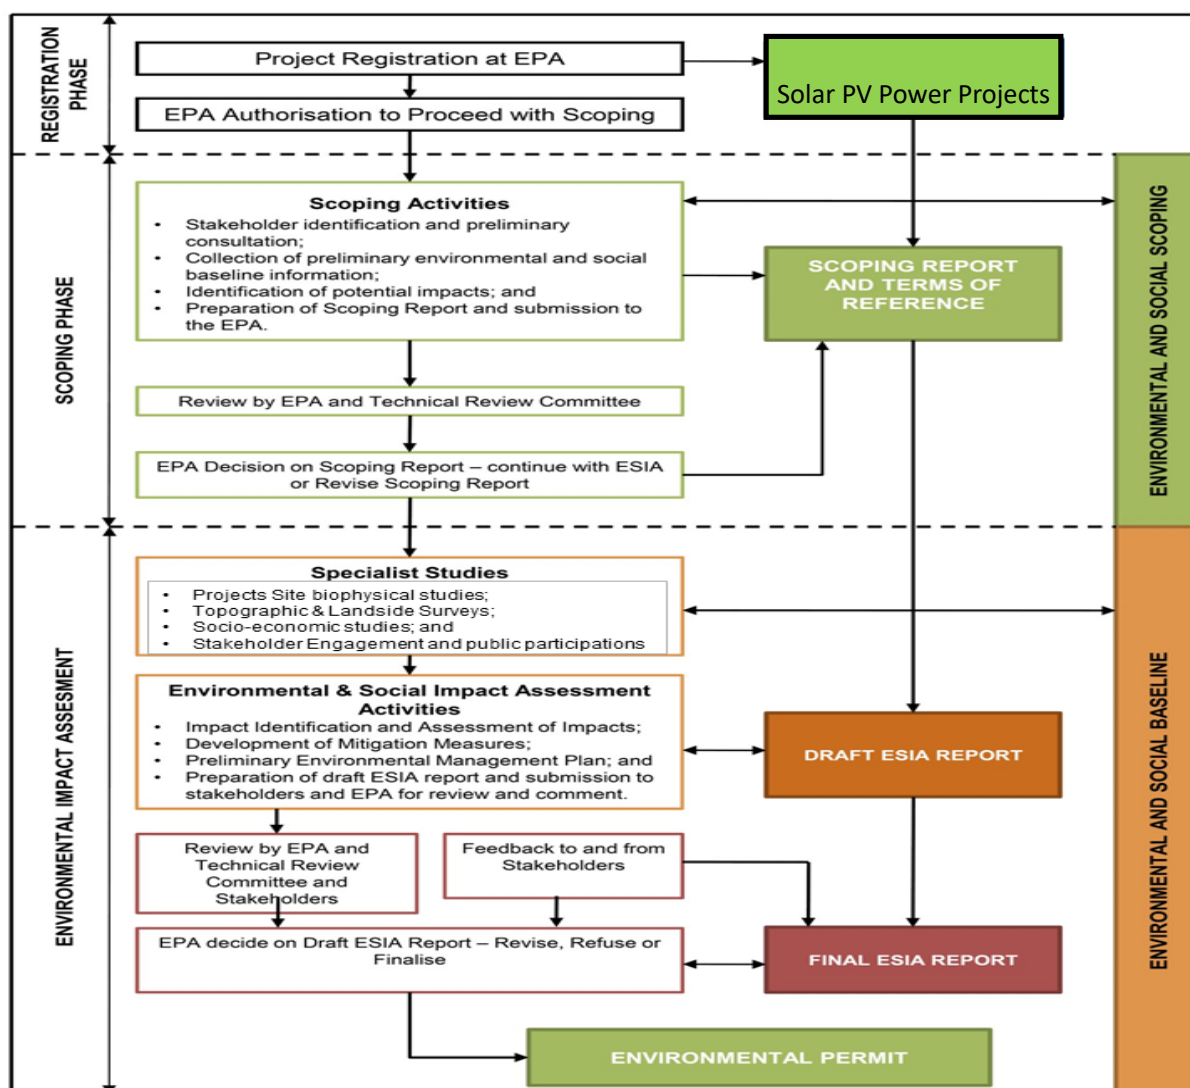 REGISTRATION
PHASE
Project Registration at EPA
Solar PV Power Projects
EPA Authorisation to Proceed with Scoping
SCOPING PHASE
Scoping Activities
• Stakeholder identification and preliminary
consultation;
• Collection of preliminary environmental and social
baseline information;
• Identification of potential impacts; and
• Preparation of Scoping Report and submission to
the EPA.
SCOPING REPORT
AND TERMS OF
REFERENCE
ENVIRONMENTAL AND SOCIAL SCOPING
Review by EPA and Technical Review Committee
EPA Decision on Scoping Report – continue with ESIA
or Revise Scoping Report
ENVIRONMENTAL IMPACT ASSESMENT
Specialist Studies
• Projects Site biophysical studies;
• Topographic & Landside Surveys;
• Socio-economic studies; and
• Stakeholder Engagement and public participations
ENVIRONMENTAL AND SOCIAL BASELINE
Environmental & Social Impact Assessment
Activities
• Impact Identification and Assessment of Impacts;
• Development of Mitigation Measures;
• Preliminary Environmental Management Plan; and
• Preparation of draft ESIA report and submission to
stakeholders and EPA for review and comment.
DRAFT ESIA REPORT
Review by EPA and
Technical Review
Committee and
Stakeholders
Feedback to and from
Stakeholders
EPA decide on Draft ESIA Report – Revise, Refuse or
Finalise
FINAL ESIA REPORT
ENVIRONMENTAL PERMIT